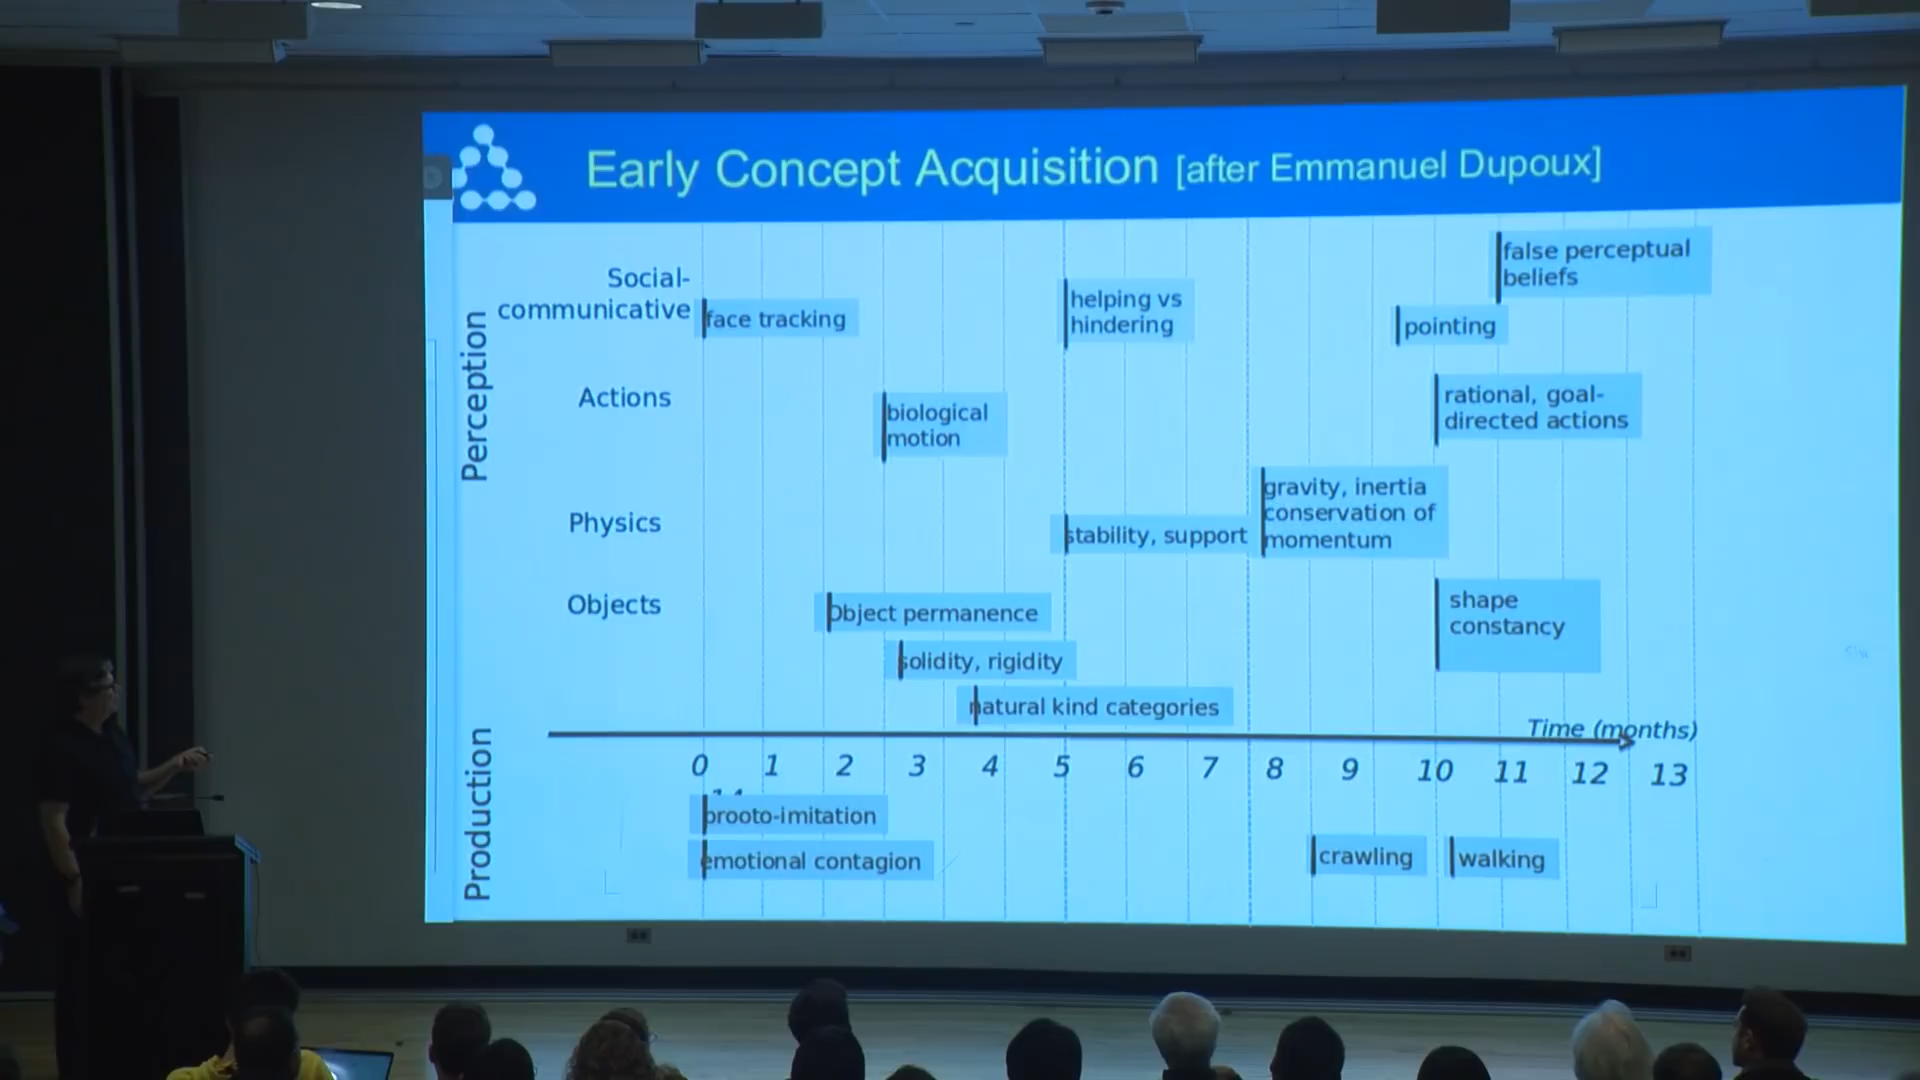 Early Concept Acquisition [after Emmanuel Dupoux]
Perception
Social-
communicative
face tracking
helping vs
hindering
pointing
false perceptual
beliefs
Actions
biological
motion
rational, goal-
directed actions
Physics
stability, support
gravity, inertia
conservation of
momentum
Objects
Object permanence
solidity, rigidity
natural kind categories
shape
constancy
Time (months)
0 1 2 3 4 5 6 7 8 9 10 11 12 13
Production
prooto-imitation
emotional contagion
crawling
walking